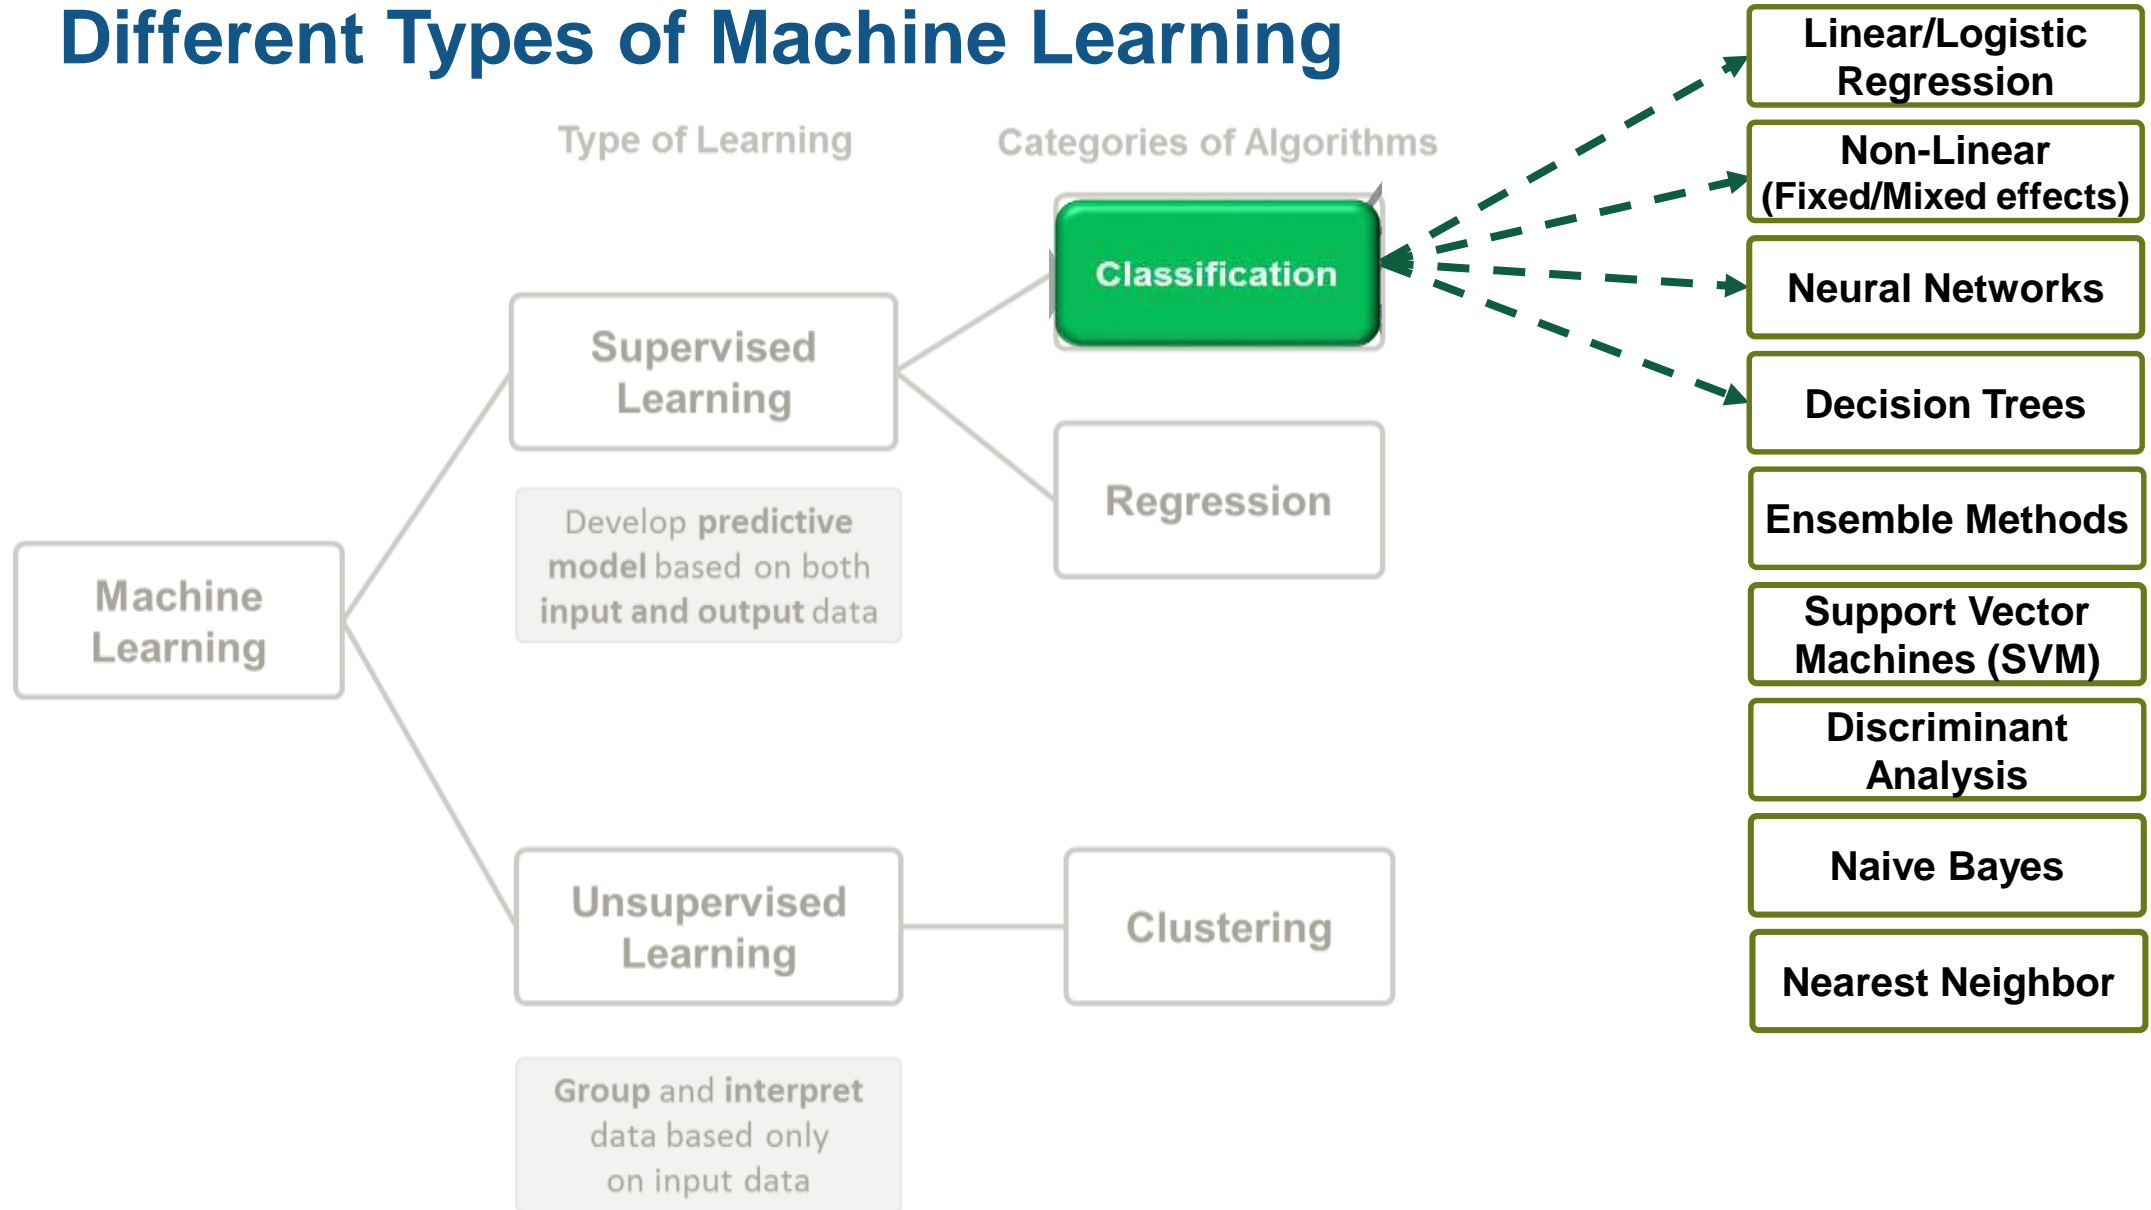 Different Types of Machine Learning
Type of Learning
Categories of Algorithms
Machine
Learning
Supervised
Learning
Develop predictive
model based on both
input and output data
Unsupervised
Learning
Group and interpret
data based only
on input data
Classification
Regression
Clustering
Linear/Logistic
Regression
Non-Linear
(Fixed/Mixed effects)
Neural Networks
Decision Trees
Ensemble Methods
Support Vector
Machines (SVM)
Discriminant
Analysis
Naive Bayes
Nearest Neighbor